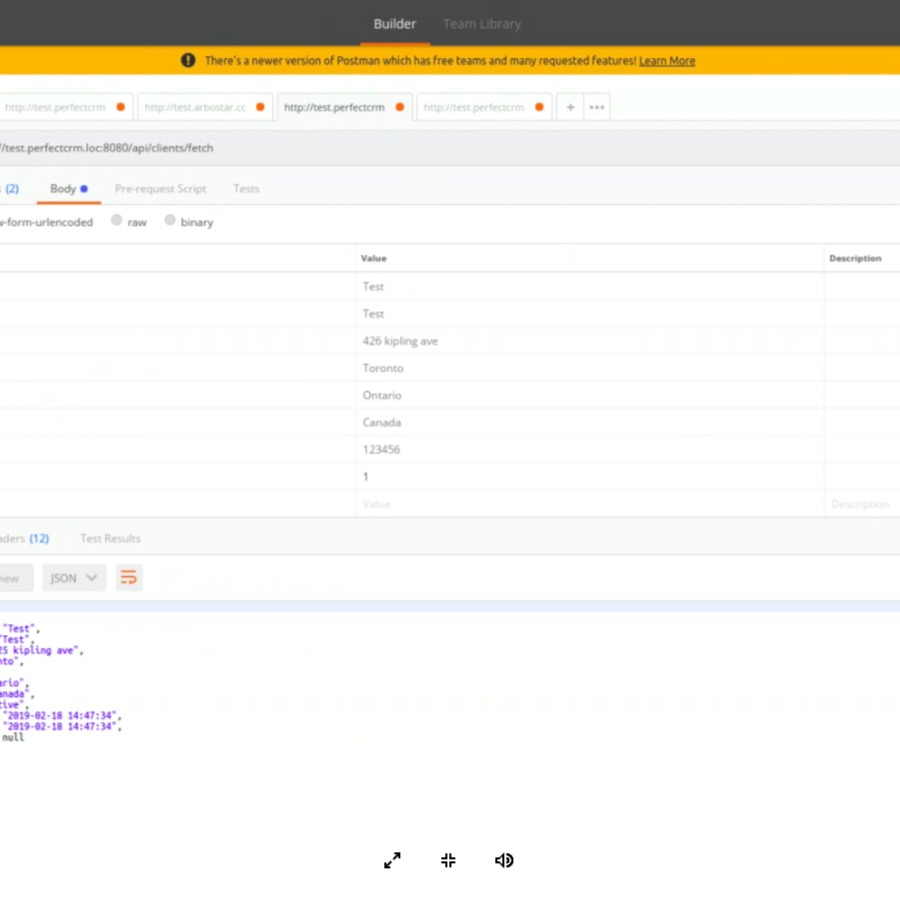 Builder Team Library
There's a newer version of Postman which has free teams and many requested features! Learn More
http://test.perfectcrm http://test.arbostar.cc http://test.perfectcrm http://test.perfectcrm + •••
/test.perfectcrm.loc:8080/api/clients/fetch
(2) Body Pre-request Script Tests
-form-urlencoded raw binary
Value Description
Test
Test
426 kipling ave
Toronto
Ontario
Canada
123456
1
Value Description
ders (12) Test Results
iew JSON
"Test",
"Test",
25 kipling ave",
nto",
ario",
anada",
tive",
"2019-02-18 14:47:34",
"2019-02-18 14:47:34",
null